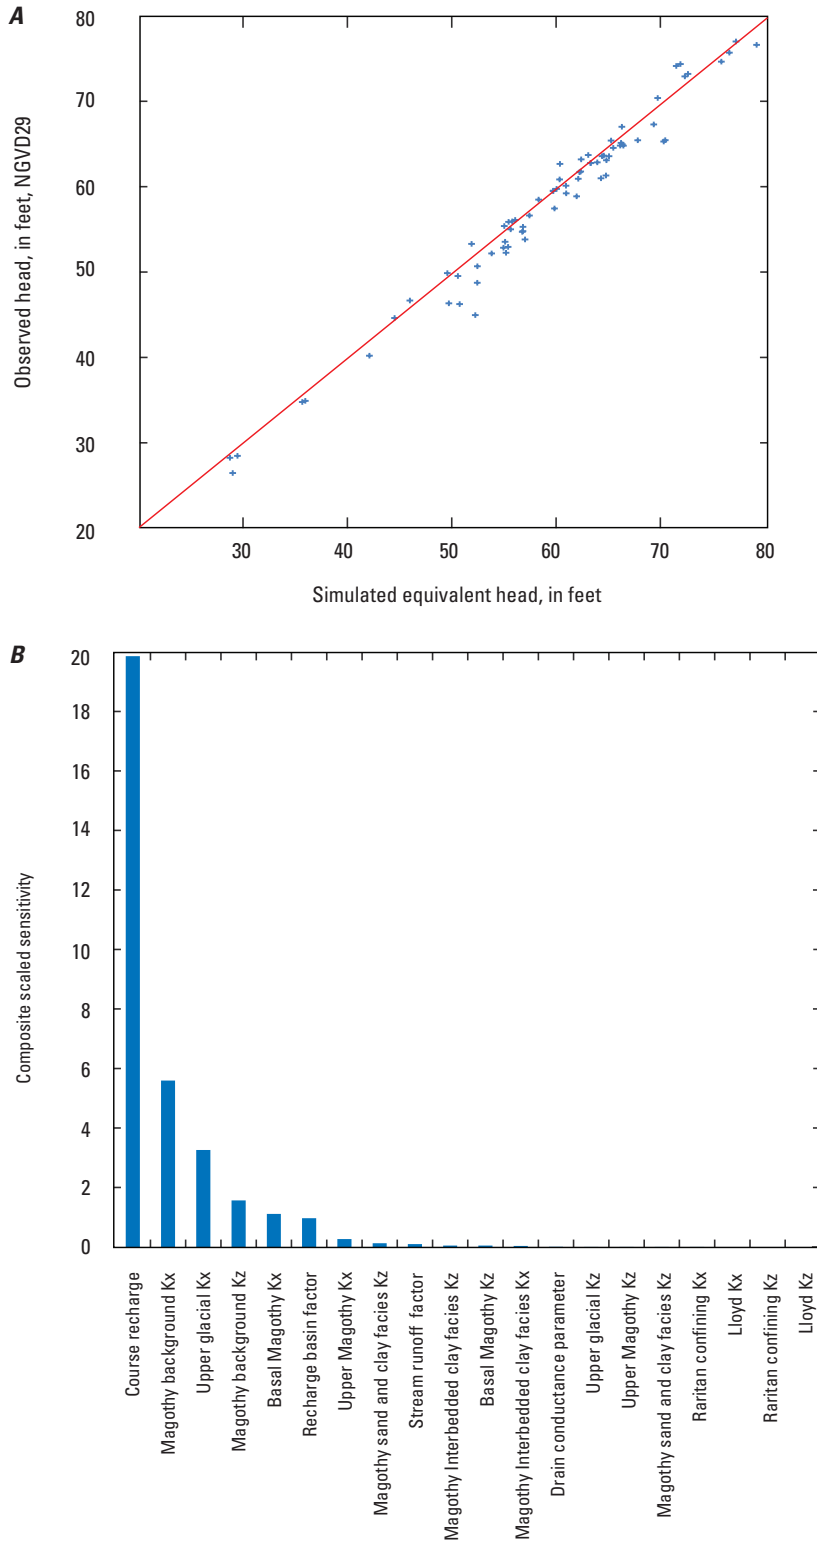 A
80
70
60
50
40
30
20
Observed head, in feet, NGVD29
30 40 50 60 70 80
Simulated equivalent head, in feet
B
20
18
16
14
12
10
8
6
4
2
0
Composite scaled sensitivity
Course recharge
Magothy background Kx
Upper glacial Kx
Magothy background Kz
Basal Magothy Kx
Recharge basin factor
Upper Magothy Kx
Magothy sand and clay facies Kz
Stream runoff factor
Magothy Interbedded clay facies Kz
Basal Magothy Kz
Magothy Interbedded clay facies Kx
Drain conductance parameter
Upper glacial Kz
Upper Magothy Kz
Magothy sand and clay facies Kz
Raritan confining Kx
Lloyd Kx
Raritan confining Kz
Lloyd Kz